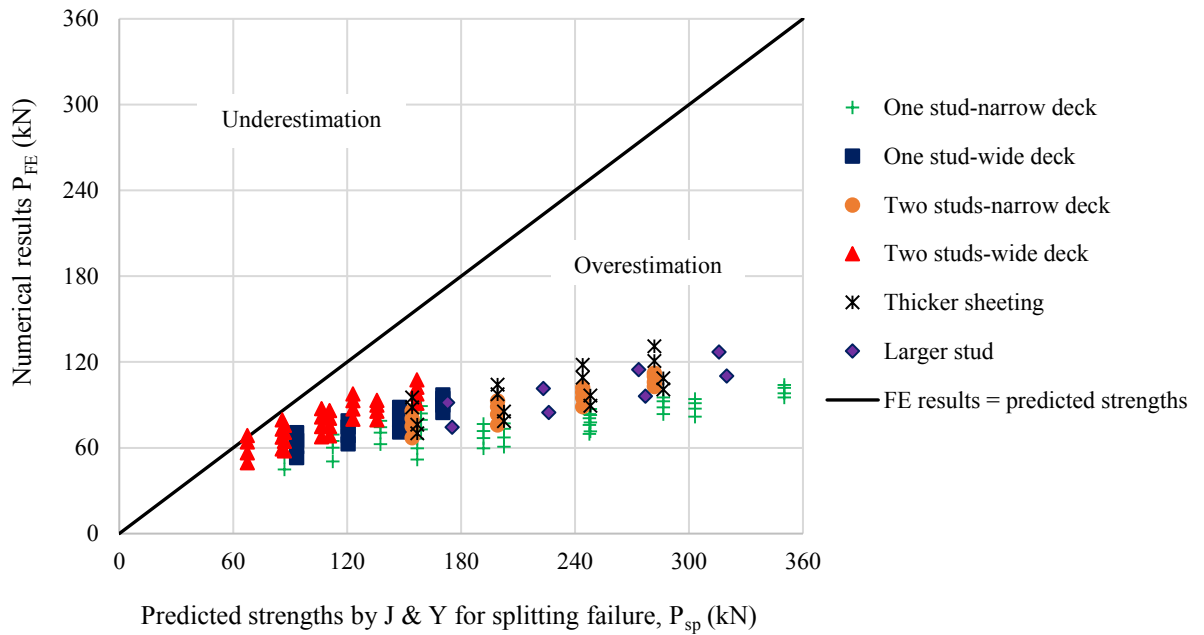 Numerical results P_FE (kN)
360
300
240
180
120
60
0
Underestimation
Overestimation
0 60 120 180 240 300 360
Predicted strengths by J & Y for splitting failure, P_sp (kN)
One stud-narrow deck
One stud-wide deck
Two studs-narrow deck
Two studs-wide deck
Thicker sheeting
Larger stud
FE results = predicted strengths